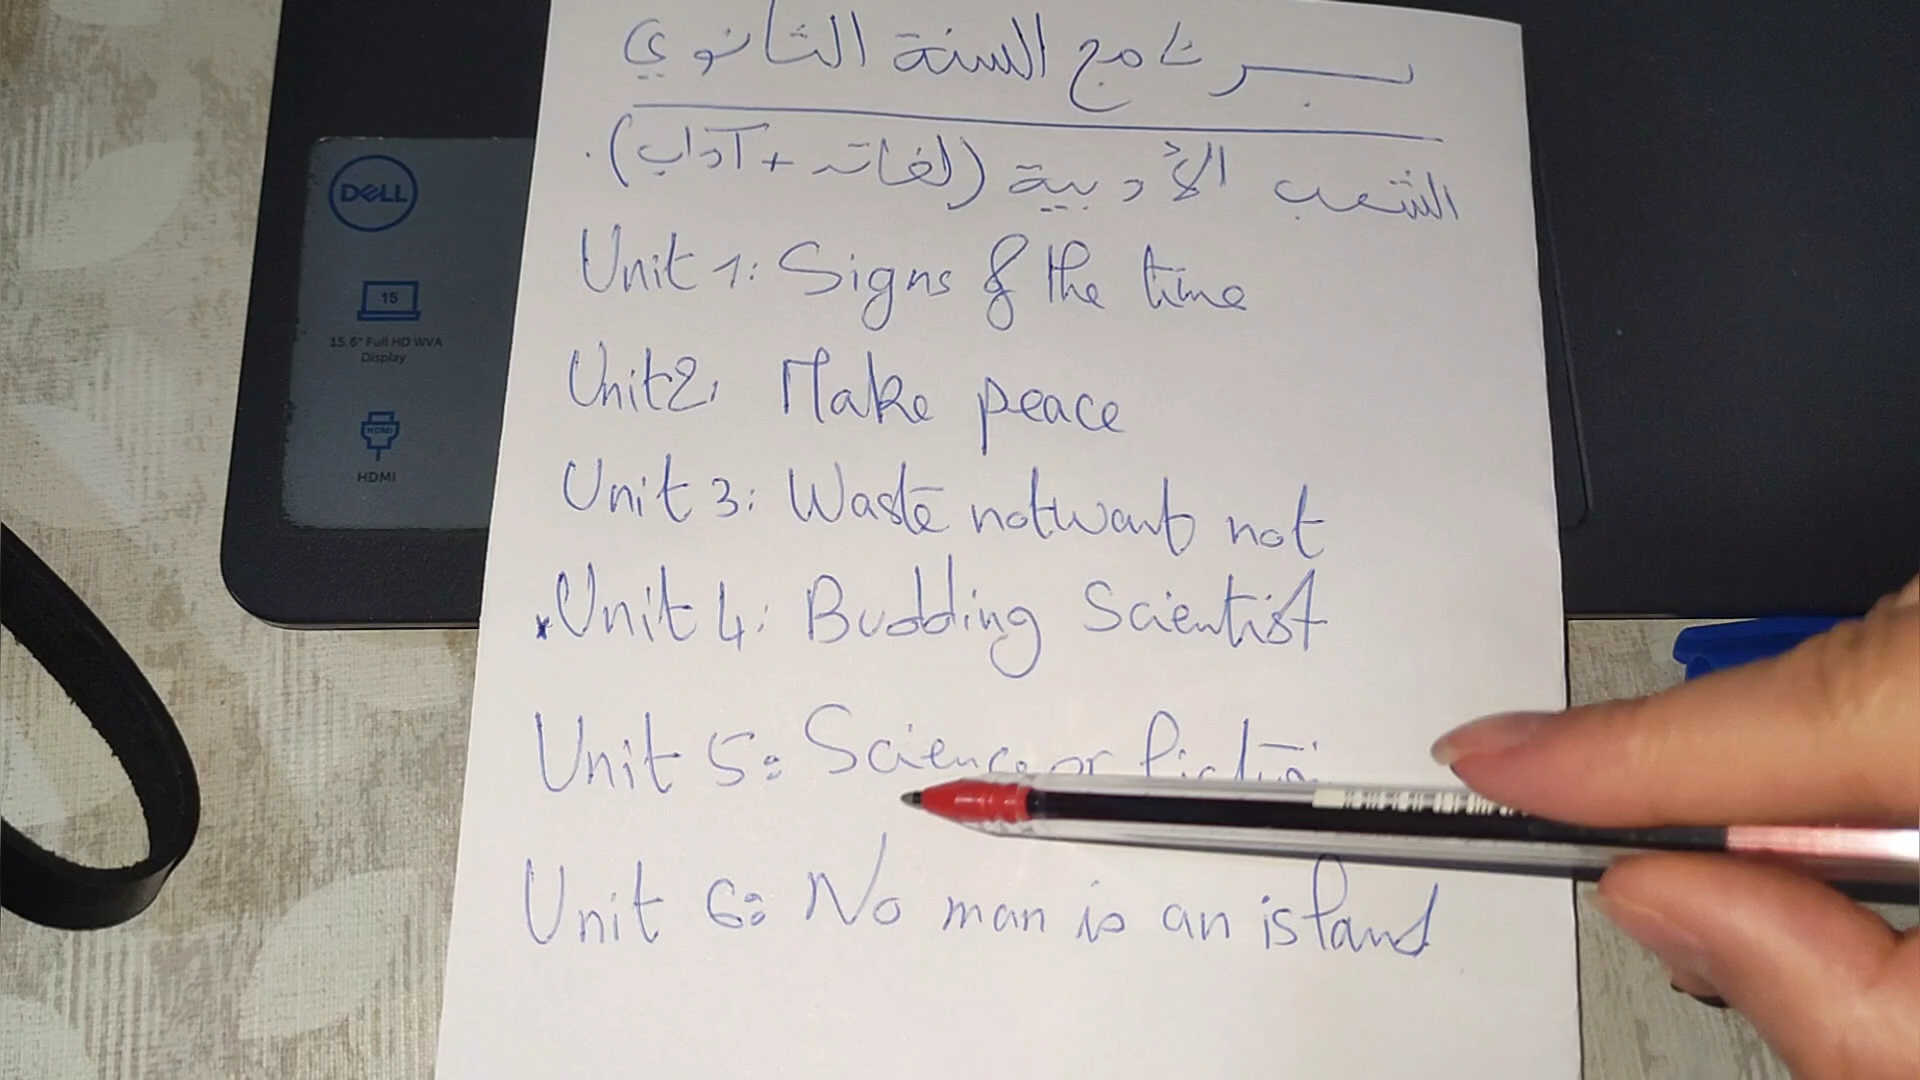 برنامج السنة الثانوي
الشعب الأدبية (لغات + آداب).
Unit 1: Signs of the time
Unit 2, Make peace
Unit 3: Waste not want not
Unit 4: Budding Scientist
Unit 5: Science or fiction
Unit 6: No man is an island
DELL
15
15.6" Full HD WVA
Display
HDMI
HDMI